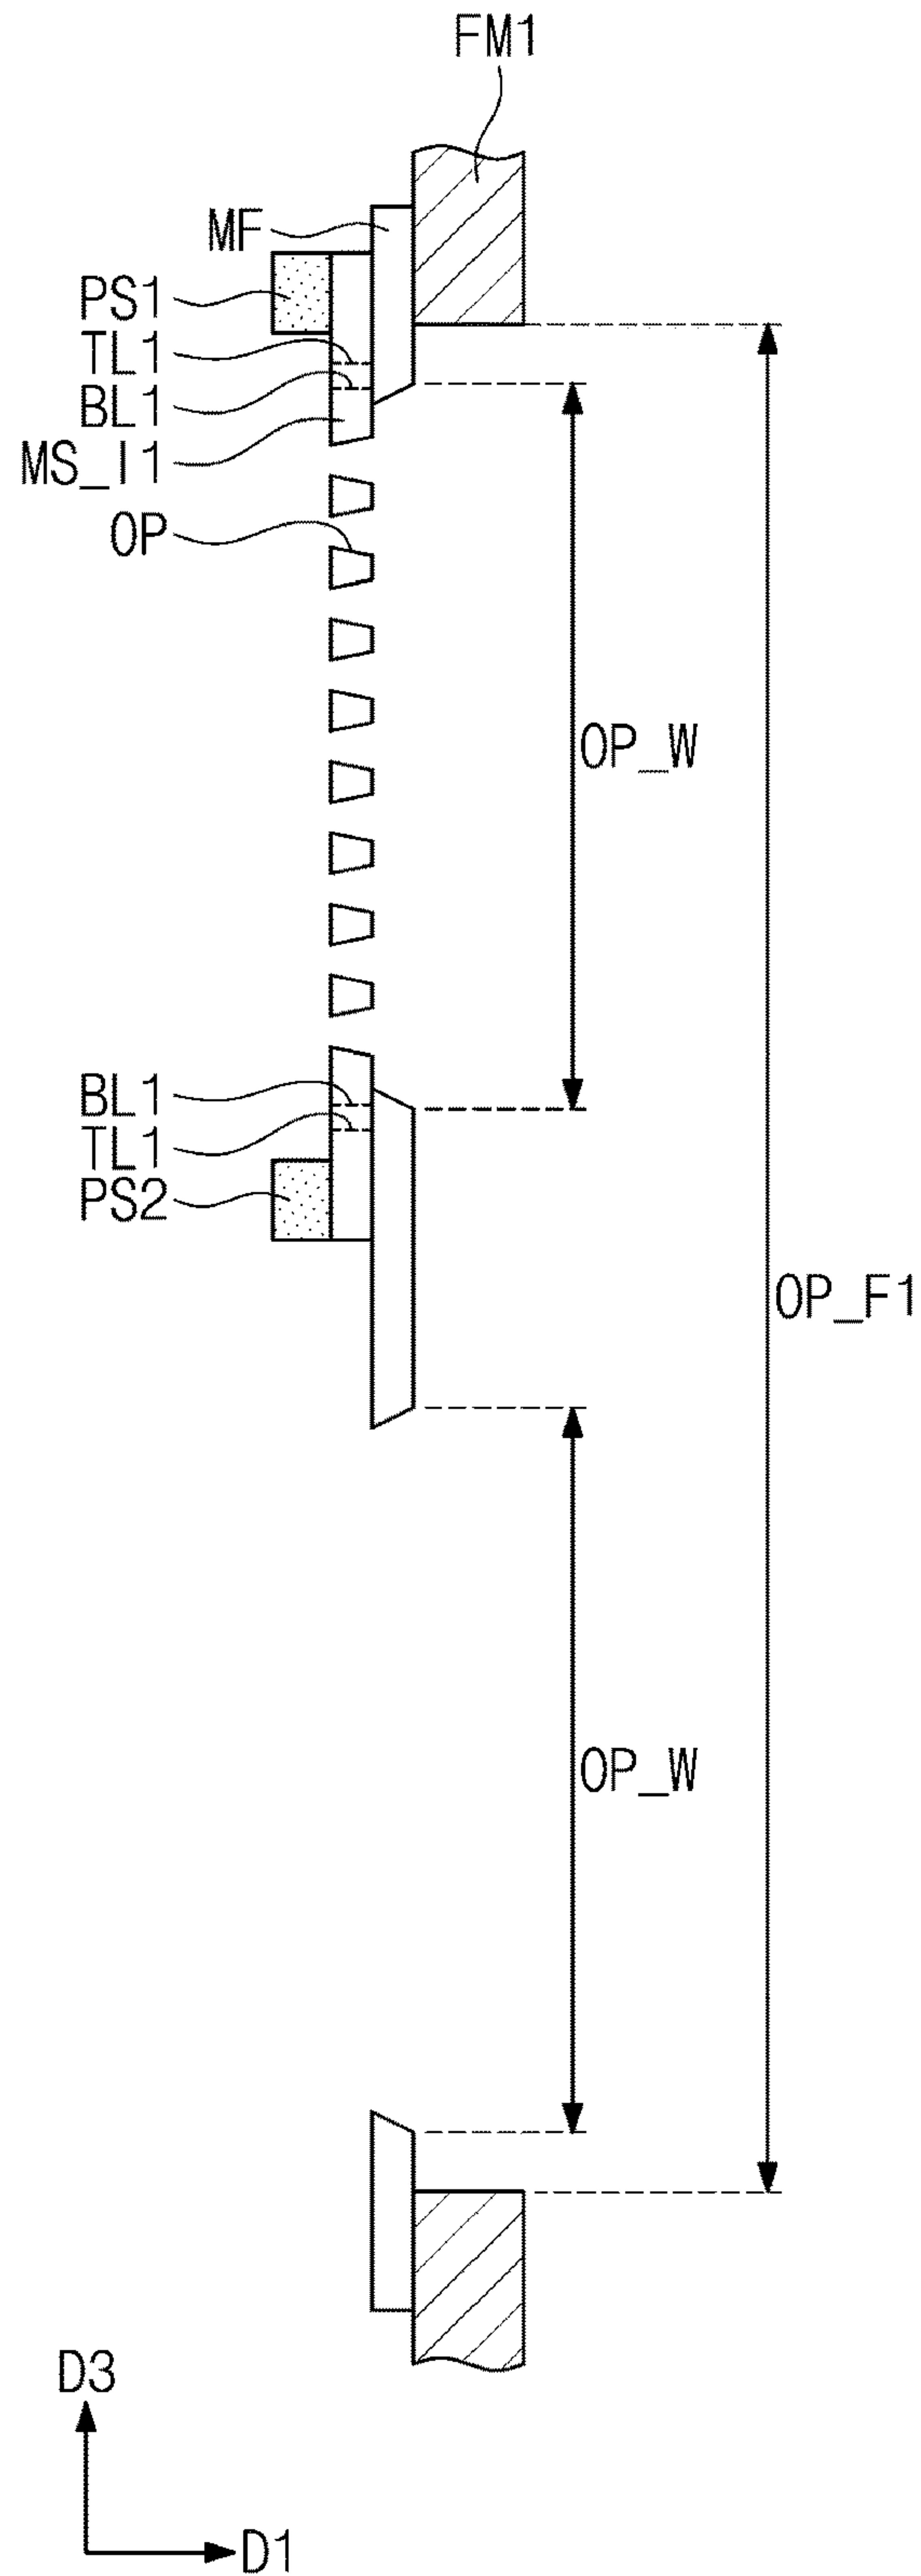 FM1
MF
PS1
TL1
BL1
MS_I1
OP
OP_W
BL1
TL1
PS2
OP_F1
OP_W
D3
D1